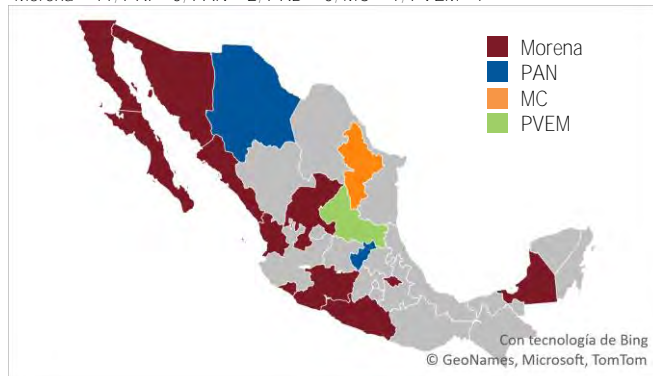 Morena
PAN
MC
PVEM
Con tecnología de Bing
© GeoNames, Microsoft, TomTom